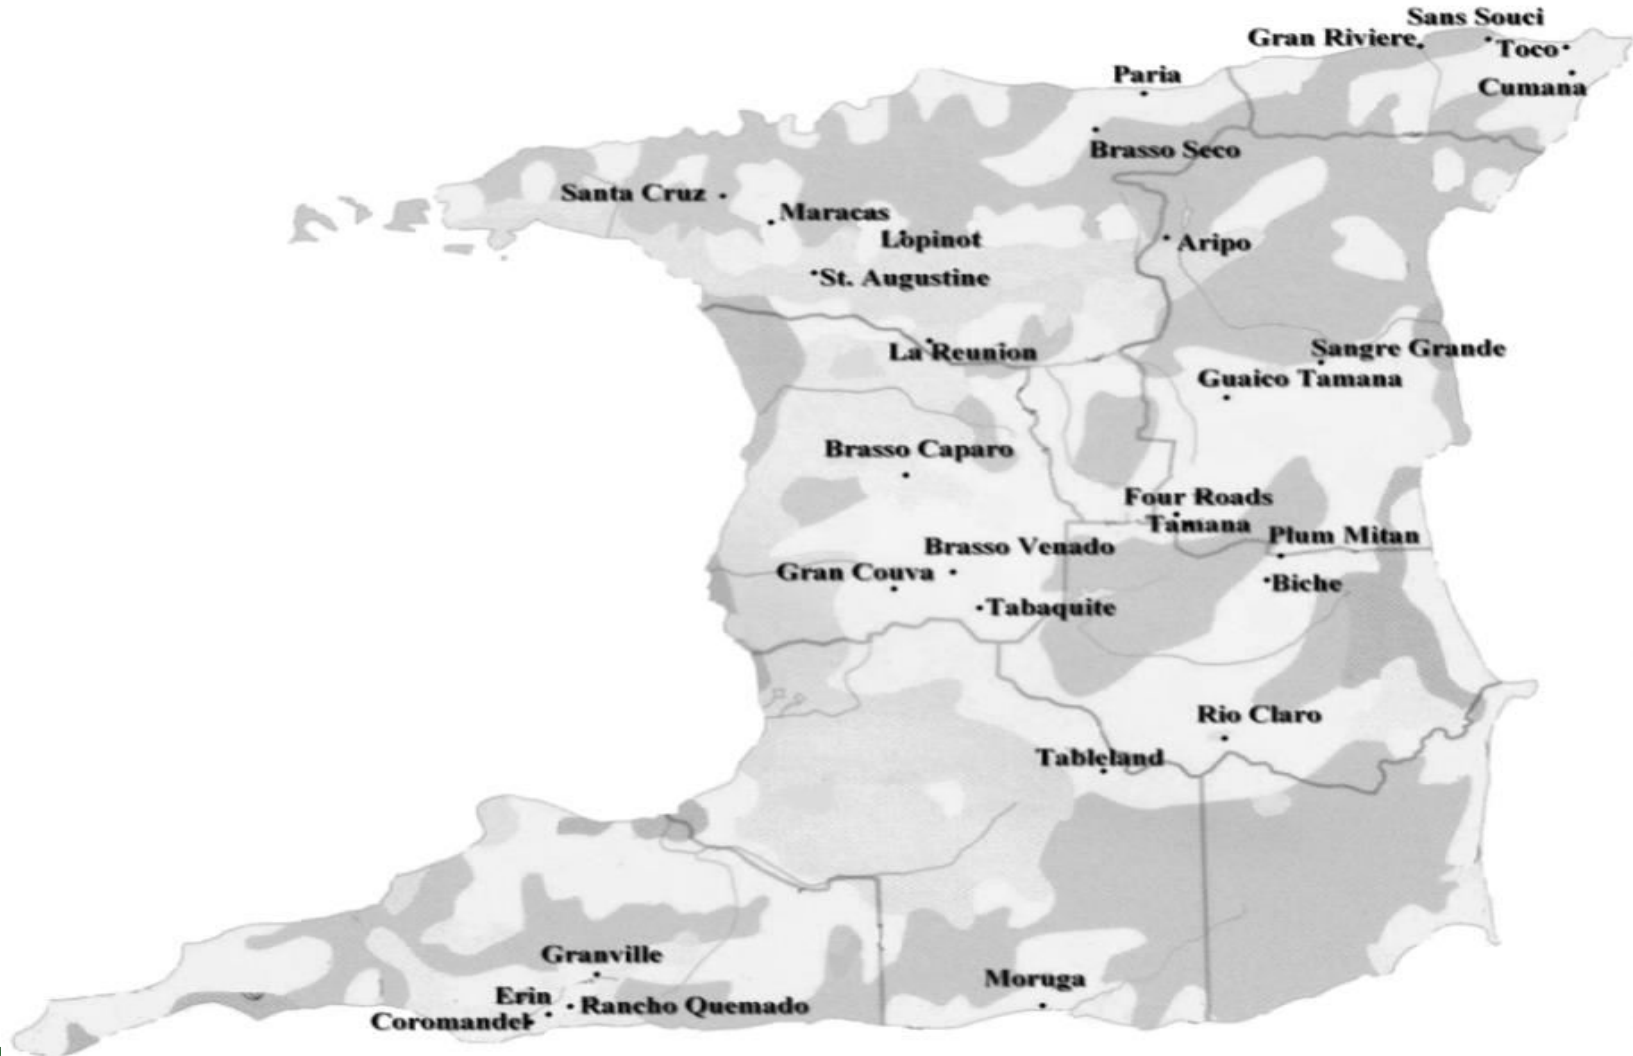 Sans Souci
Gran Riviere
Toco
Paria
Cumana
Brasso Seco
Santa Cruz
Maracas
Lopinot
Aripo
St. Augustine
La Reunion
Sangre Grande
Guaico Tamana
Brasso Caparo
Four Roads
Tamana
Plum Mitan
Brasso Venado
Gran Couva
Biche
Tabaquite
Rio Claro
Tableland
Granville
Moruga
Erin
Rancho Quemado
Coromandel